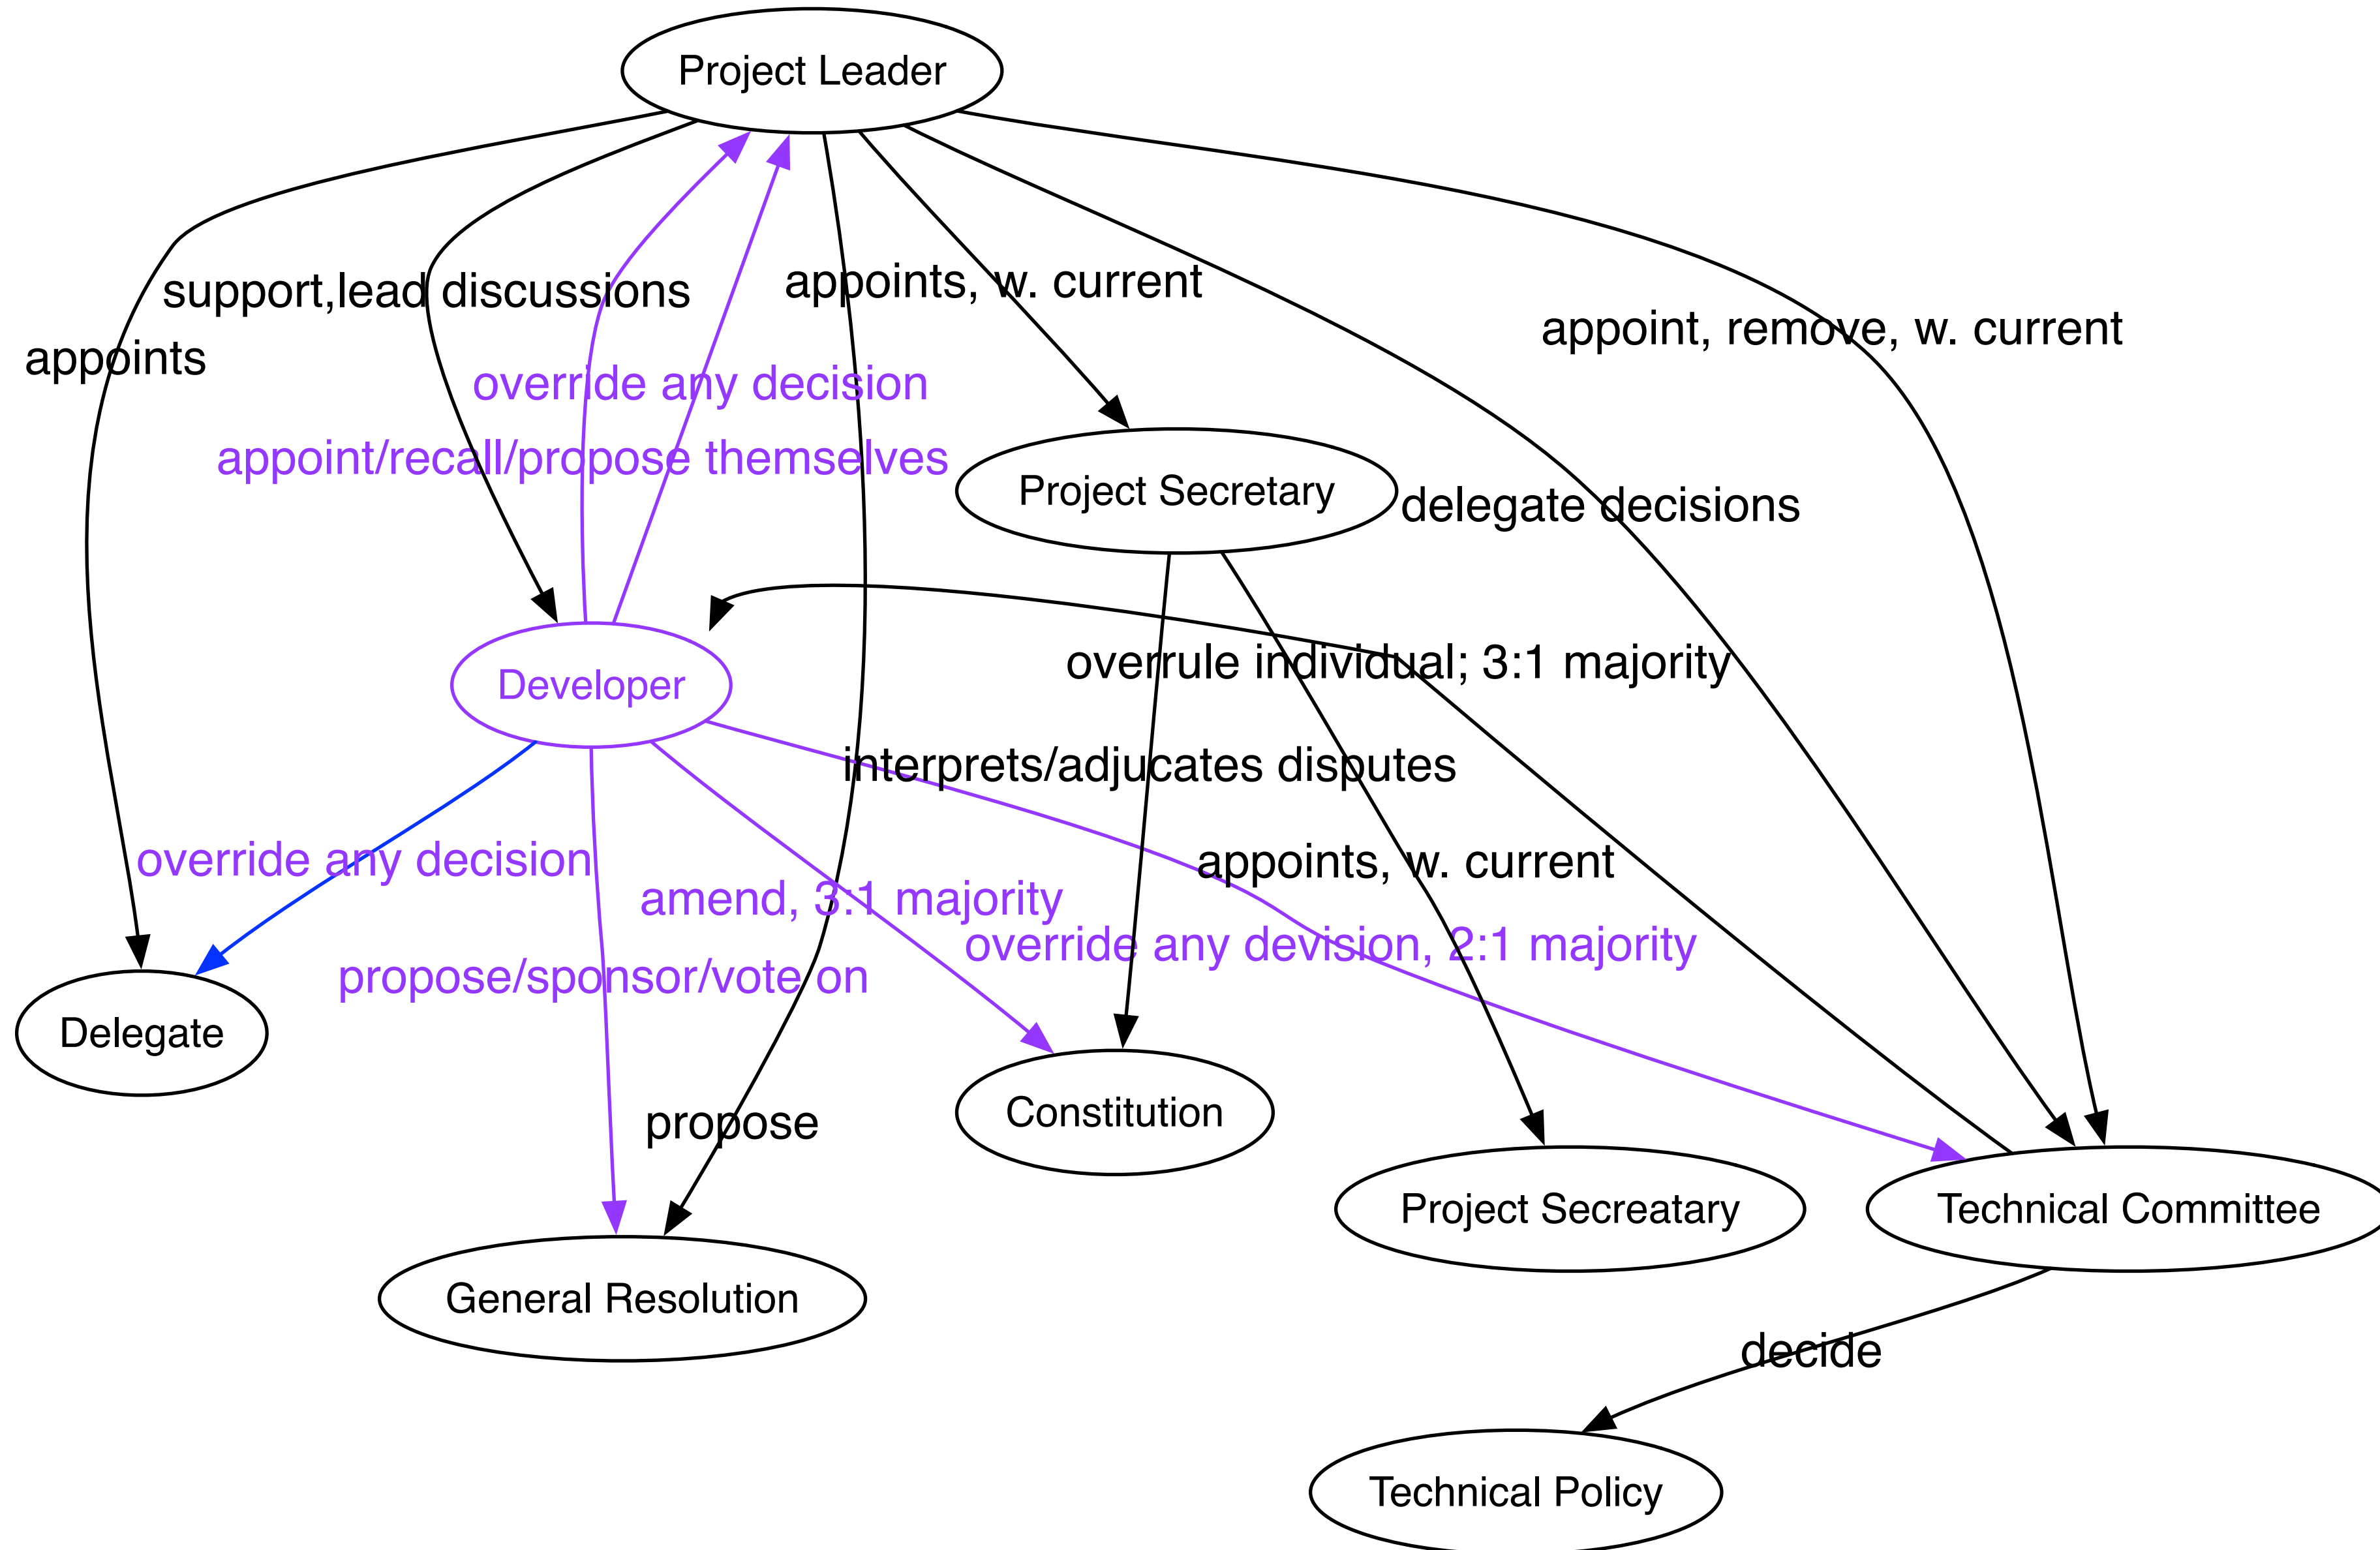 Project Leader
support,lead discussions
appoints, w. current
appoint, remove, w. current
appoints
override any decision
appoint/recall/propose themselves
Project Secretary
delegate decisions
overrule individual; 3:1 majority
Developer
interprets/adjucates disputes
override any decision
appoints, w. current
amend, 3:1 majority
override any devision, 2:1 majority
propose/sponsor/vote on
Delegate
propose
Constitution
Project Secreatary
Technical Committee
General Resolution
decide
Technical Policy